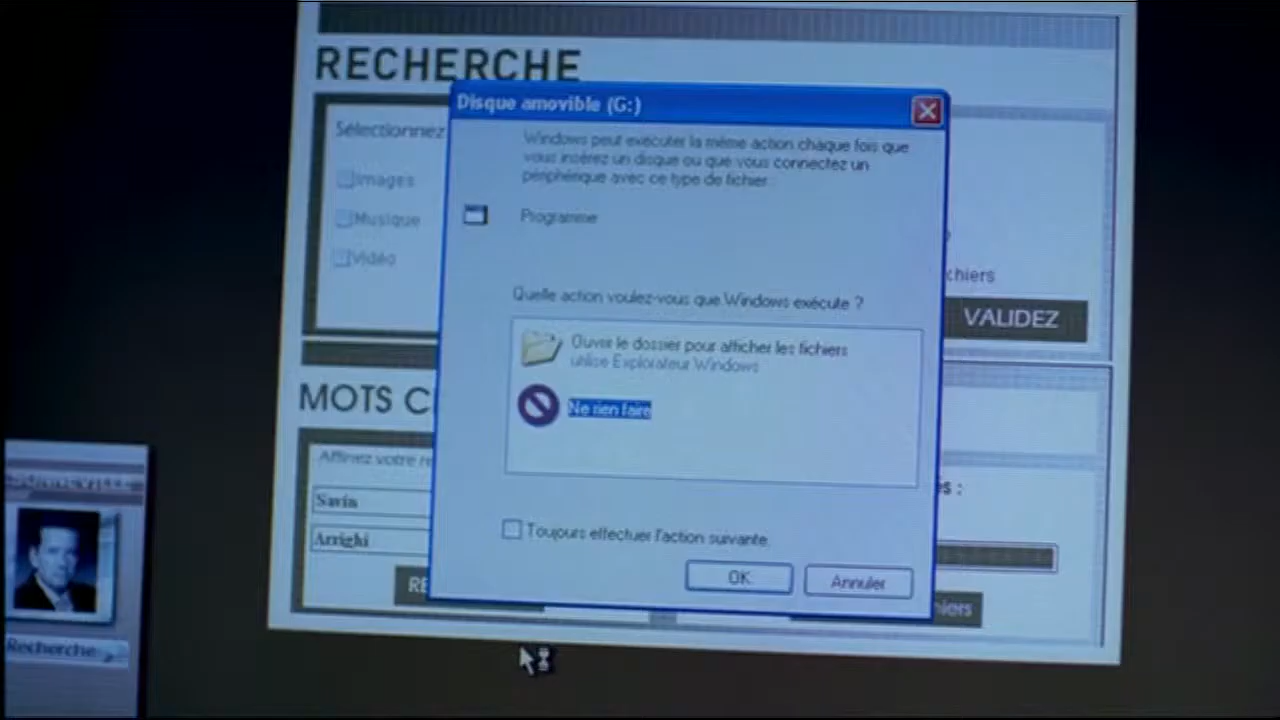 RECHERCHE
Disque amovible (G:)
Sélectionnez
Images
Musique
Vidéo
Windows peut exécuter la même action chaque fois que
vous insérez un disque ou que vous connectez un
périphérique avec ce type de fichier :
Programme
Quelle action voulez-vous que Windows exécute ?
Ouvrir le dossier pour afficher les fichiers
utilise Explorateur Windows
Ne rien faire
Toujours effectuer l'action suivante.
OK
Annuler
chiers
VALIDEZ
MOTS C
Affinez votre re
Savin
Arrighi
RE
és :
hiers
Recherche